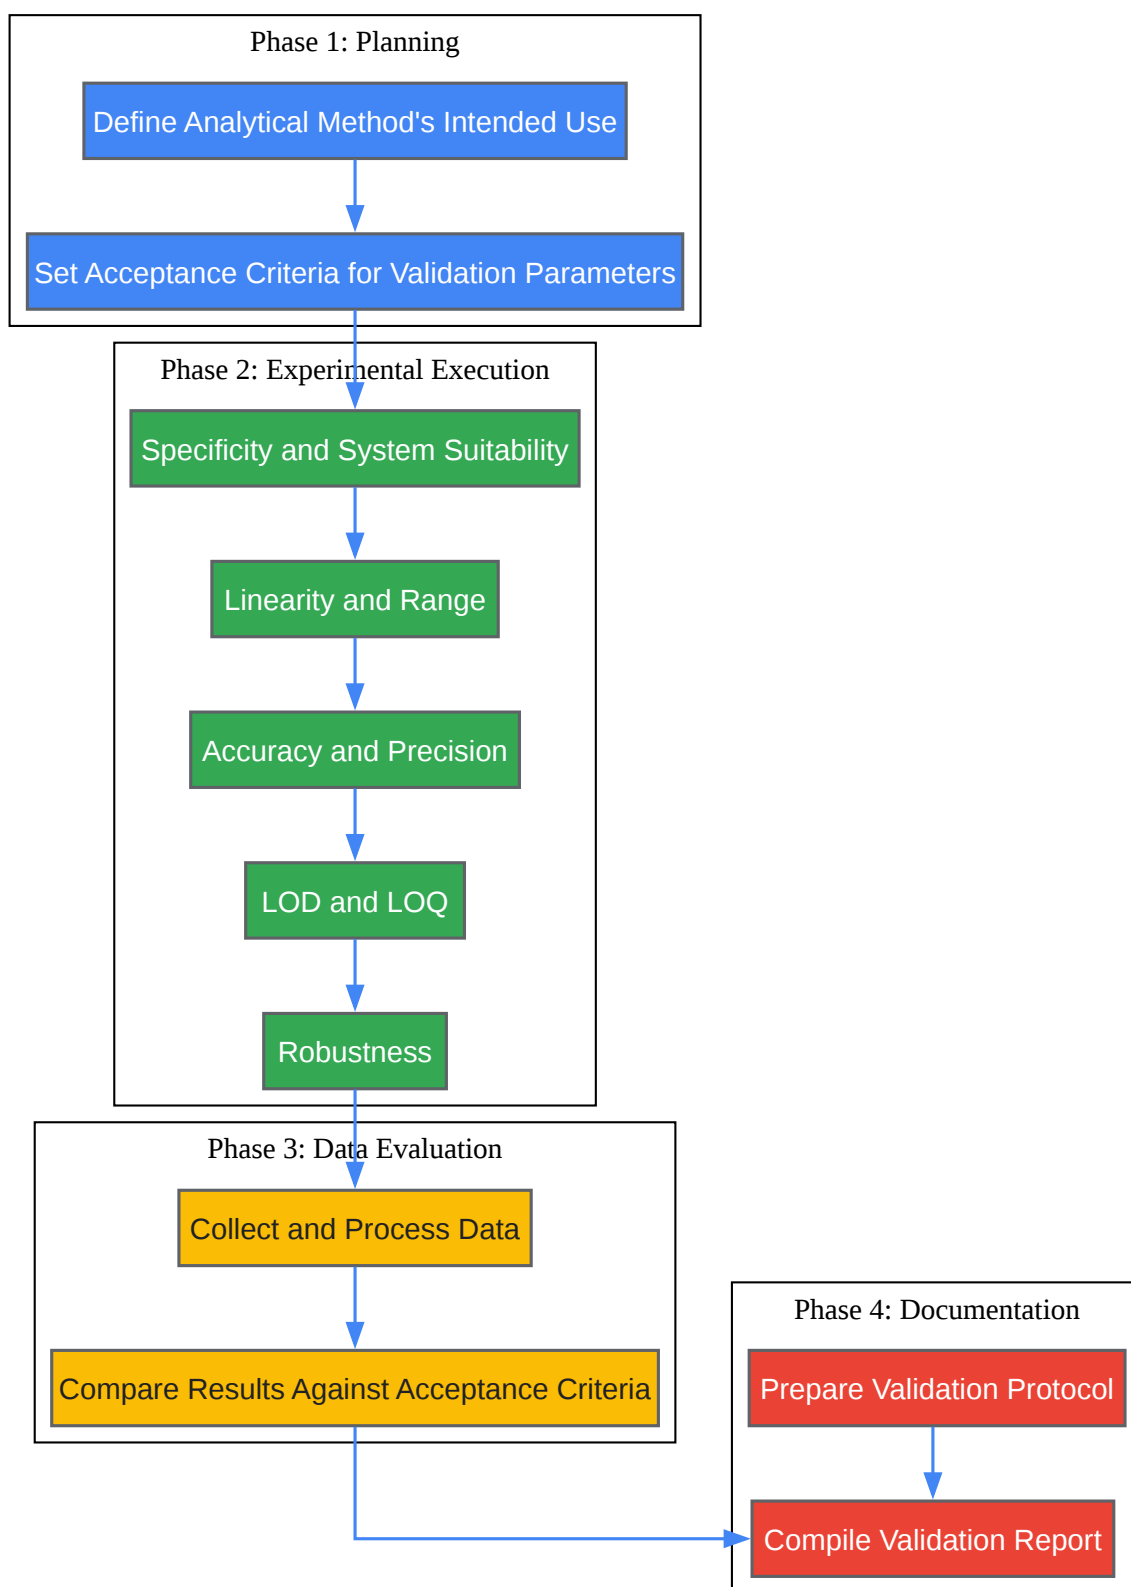 Phase 1: Planning
Define Analytical Method's Intended Use
Set Acceptance Criteria for Validation Parameters
Phase 2: Experimental Execution
Specificity and System Suitability
Linearity and Range
Accuracy and Precision
LOD and LOQ
Robustness
Phase 3: Data Evaluation
Collect and Process Data
Compare Results Against Acceptance Criteria
Phase 4: Documentation
Prepare Validation Protocol
Compile Validation Report